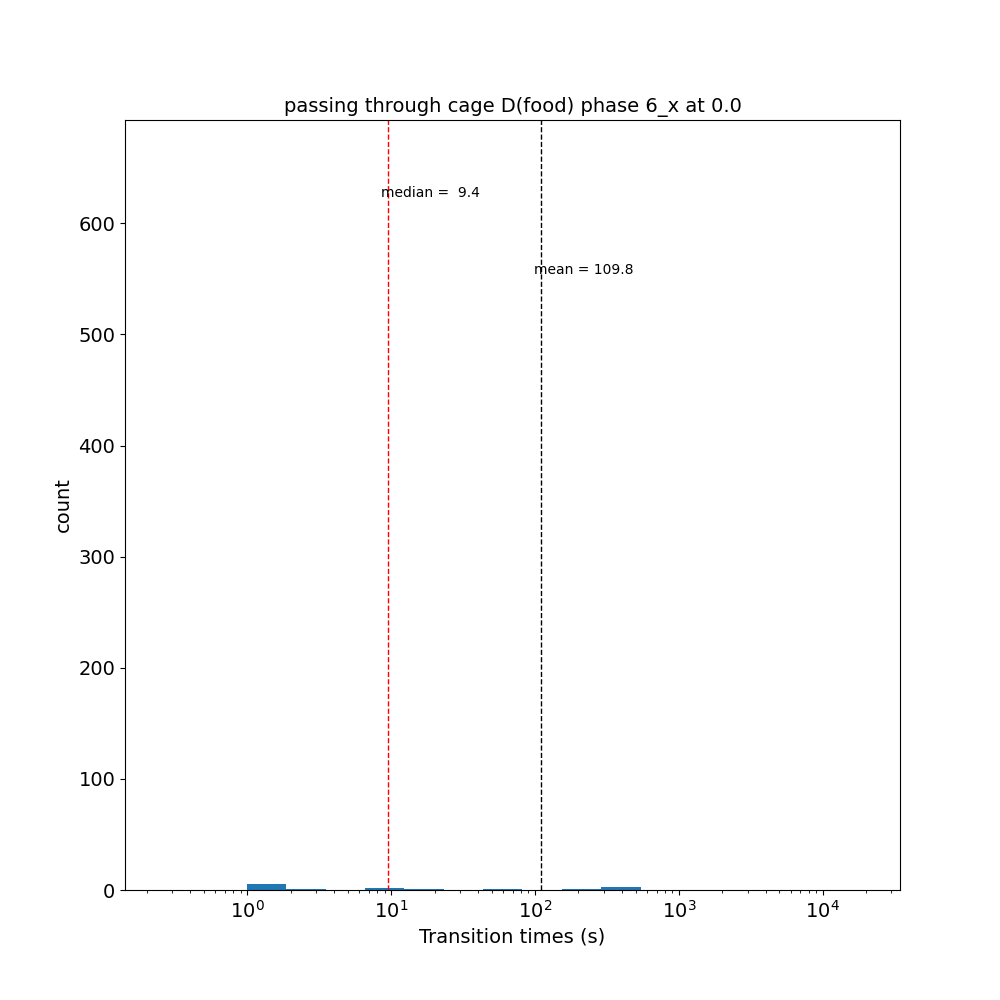 passing through cage D(food) phase 6_x at 0.0
median =  9.4
mean = 109.8
600
500
400
300
200
100
0
count
10⁰ 10¹ 10² 10³ 10⁴
Transition times (s)